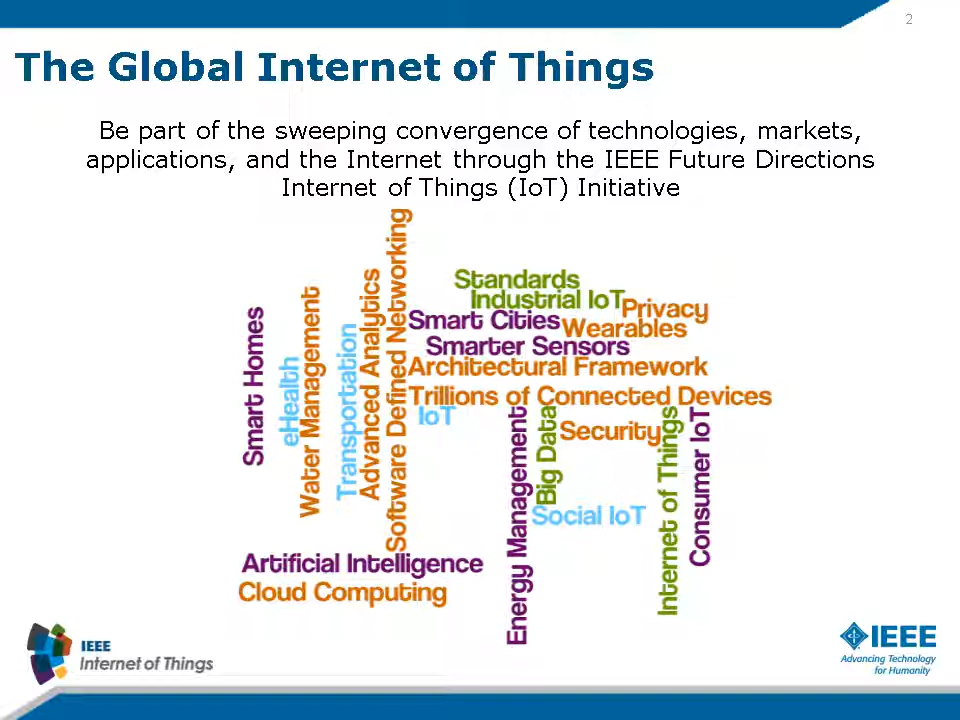 2
The Global Internet of Things
Be part of the sweeping convergence of technologies, markets,
applications, and the Internet through the IEEE Future Directions
Internet of Things (IoT) Initiative
Smart Homes
eHealth
Water Management
Transportation
Advanced Analytics
Software Defined Networking
Standards
Industrial IoT
Privacy
Smart Cities
Wearables
Smarter Sensors
Architectural Framework
Trillions of Connected Devices
IoT
Energy Management
Big Data
Security
Internet of Things
Consumer IoT
Social IoT
Artificial Intelligence
Cloud Computing
IEEE
Internet of Things
IEEE
Advancing Technology
for Humanity